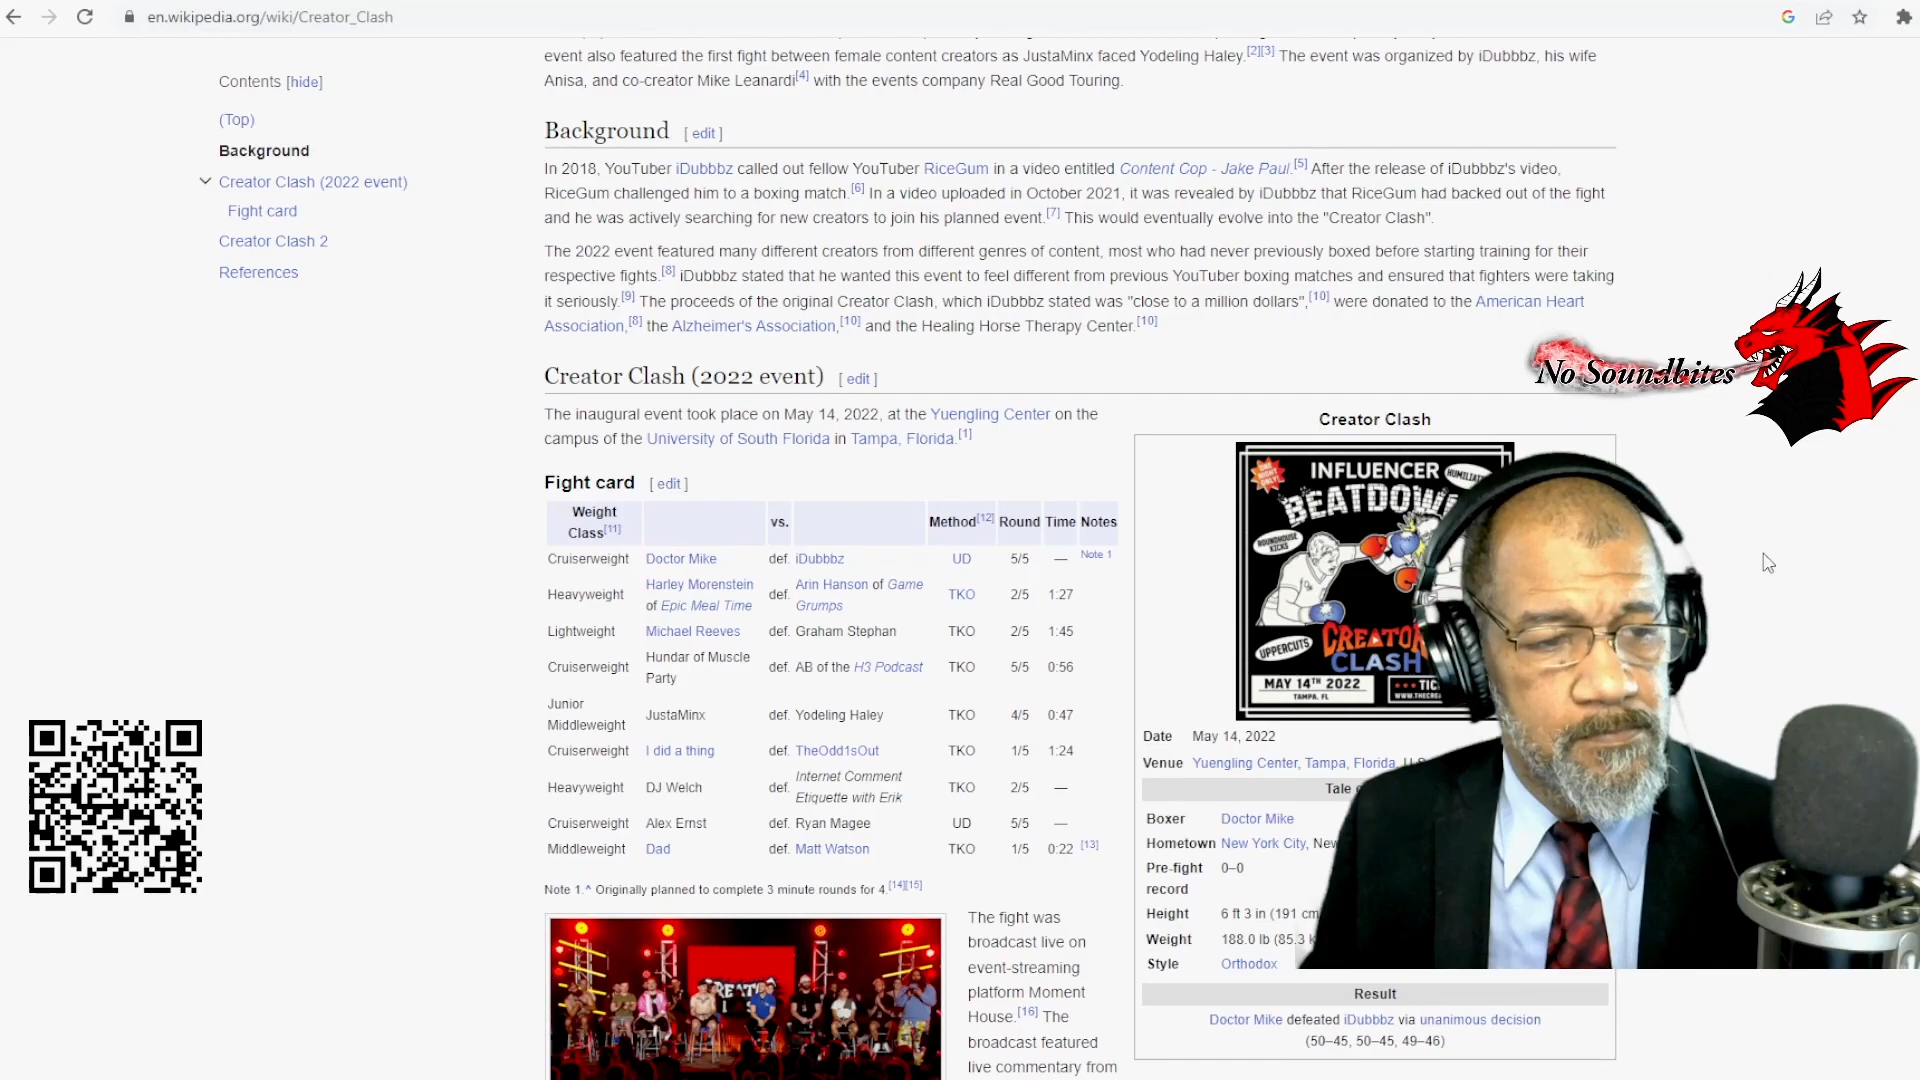 en.wikipedia.org/wiki/Creator_Clash
event also featured the first fight between female content creators as JustaMinx faced Yodeling Haley.[2][3] The event was organized by iDubbbz, his wife
Anisa, and co-creator Mike Leanardi[4] with the events company Real Good Touring.
Contents [hide]
(Top)
Background
Creator Clash (2022 event)
Fight card
Creator Clash 2
References
Background [ edit ]
In 2018, YouTuber iDubbbz called out fellow YouTuber RiceGum in a video entitled Content Cop - Jake Paul.[5] After the release of iDubbbz's video,
RiceGum challenged him to a boxing match.[6] In a video uploaded in October 2021, it was revealed by iDubbbz that RiceGum had backed out of the fight
and he was actively searching for new creators to join his planned event.[7] This would eventually evolve into the "Creator Clash".
The 2022 event featured many different creators from different genres of content, most who had never previously boxed before starting training for their
respective fights.[8] iDubbbz stated that he wanted this event to feel different from previous YouTuber boxing matches and ensured that fighters were taking
it seriously.[9] The proceeds of the original Creator Clash, which iDubbbz stated was "close to a million dollars",[10] were donated to the American Heart
Association,[8] the Alzheimer's Association,[10] and the Healing Horse Therapy Center.[10]
No Soundbites
Creator Clash (2022 event) [ edit ]
The inaugural event took place on May 14, 2022, at the Yuengling Center on the
campus of the University of South Florida in Tampa, Florida.[1]
Fight card [ edit ]
Weight Class[11] vs. Method[12] Round Time Notes
Cruiserweight Doctor Mike def. iDubbbz UD 5/5 — Note 1
Heavyweight Harley Morenstein of Epic Meal Time def. Arin Hanson of Game Grumps TKO 2/5 1:27
Lightweight Michael Reeves def. Graham Stephan TKO 2/5 1:45
Cruiserweight Hundar of Muscle Party def. AB of the H3 Podcast TKO 5/5 0:56
Junior Middleweight JustaMinx def. Yodeling Haley TKO 4/5 0:47
Cruiserweight I did a thing def. TheOdd1sOut TKO 1/5 1:24
Heavyweight DJ Welch def. Internet Comment Etiquette with Erik TKO 2/5 —
Cruiserweight Alex Ernst def. Ryan Magee UD 5/5 —
Middleweight Dad def. Matt Watson TKO 1/5 0:22 [13]
Note 1.^ Originally planned to complete 3 minute rounds for 4.[14][15]
The fight was
broadcast live on
event-streaming
platform Moment
House.[16] The
broadcast featured
live commentary from
Creator Clash
ONE NIGHT ONLY!
INFLUENCER
BEATDOW
ROUNDHOUSE KICKS
UPPERCUTS
CREATOR
CLASH
MAY 14TH 2022
TAMPA, FL
Date May 14, 2022
Venue Yuengling Center, Tampa, Florida,
Tale
Boxer Doctor Mike
Hometown New York City, New
Pre-fight record 0–0
Height 6 ft 3 in (191 cm
Weight 188.0 lb (85.3
Style Orthodox
Result
Doctor Mike defeated iDubbbz via unanimous decision
(50–45, 50–45, 49–46)